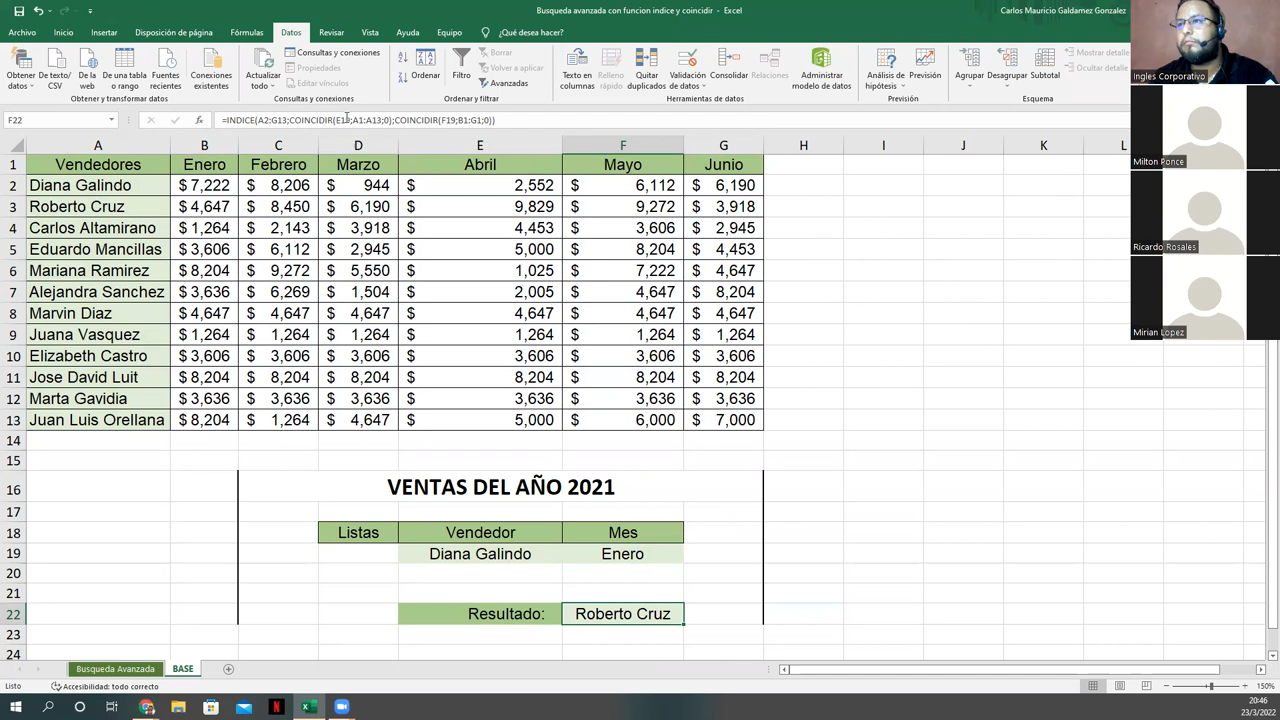 Busqueda avanzada con funcion indice y coincidir - Excel
Carlos Mauricio Galdamez Gonzalez
Archivo Inicio Insertar Disposición de página Fórmulas Datos Revisar Vista Ayuda Equipo ¿Qué desea hacer?
Obtener datos De texto/CSV De la web De una tabla o rango Fuentes recientes Conexiones existentes
Obtener y transformar datos
Actualizar todo Consultas y conexiones
Propiedades
Editar vínculos
Consultas y conexiones
Ordenar Filtro Borrar
Volver a aplicar
Avanzadas
Ordenar y filtrar
Texto en columnas Relleno rápido Quitar duplicados Validación de datos Consolidar Relaciones Administrar modelo de datos
Herramientas de datos
Análisis de hipótesis Previsión
Previsión
Agrupar Desagrupar Subtotal Mostrar detalle
Ocultar detalle
Esquema
F22 fx =INDICE(A2:G13;COINCIDIR(E19;A1:A13;0);COINCIDIR(F19;B1:G1;0))
A B C D E F G H I J K L
1 Vendedores Enero Febrero Marzo Abril Mayo Junio
2 Diana Galindo $ 7,222 $ 8,206 $ 944 $ 2,552 $ 6,112 $ 6,190
3 Roberto Cruz $ 4,647 $ 8,450 $ 6,190 $ 9,829 $ 9,272 $ 3,918
4 Carlos Altamirano $ 1,264 $ 2,143 $ 3,918 $ 4,453 $ 3,606 $ 2,945
5 Eduardo Mancillas $ 3,606 $ 6,112 $ 2,945 $ 5,000 $ 8,204 $ 4,453
6 Mariana Ramirez $ 8,204 $ 9,272 $ 5,550 $ 1,025 $ 7,222 $ 4,647
7 Alejandra Sanchez $ 3,636 $ 6,269 $ 1,504 $ 2,005 $ 4,647 $ 8,204
8 Marvin Diaz $ 4,647 $ 4,647 $ 4,647 $ 4,647 $ 4,647 $ 4,647
9 Juana Vasquez $ 1,264 $ 1,264 $ 1,264 $ 1,264 $ 1,264 $ 1,264
10 Elizabeth Castro $ 3,606 $ 3,606 $ 3,606 $ 3,606 $ 3,606 $ 3,606
11 Jose David Luit $ 8,204 $ 8,204 $ 8,204 $ 8,204 $ 8,204 $ 8,204
12 Marta Gavidia $ 3,636 $ 3,636 $ 3,636 $ 3,636 $ 3,636 $ 3,636
13 Juan Luis Orellana $ 8,204 $ 1,264 $ 4,647 $ 5,000 $ 6,000 $ 7,000
14
15
16 VENTAS DEL AÑO 2021
17
18 Listas Vendedor Mes
19 Diana Galindo Enero
20
21
22 Resultado: Roberto Cruz
23
24
Ingles Corporativo
Milton Ponce
Ricardo Rosales
Mirian Lopez
Busqueda Avanzada BASE
Listo Accesibilidad: todo correcto 150%
20:46
23/3/2022